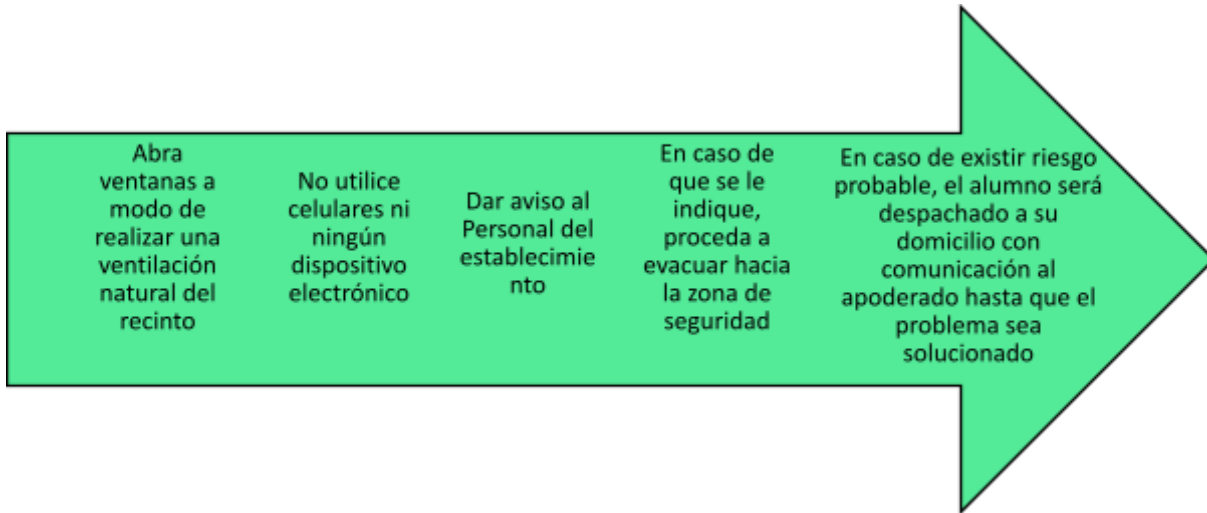 Abra
ventanas a
modo de
realizar una
ventilación
natural del
recinto
No utilice
celulares ni
ningún
dispositivo
electrónico
Dar aviso al
Personal del
establecimie
nto
En caso de
que se le
indique,
proceda a
evacuar hacia
la zona de
seguridad
En caso de existir riesgo
probable, el alumno será
despachado a su
domicilio con
comunicación al
apoderado hasta que el
problema sea
solucionado